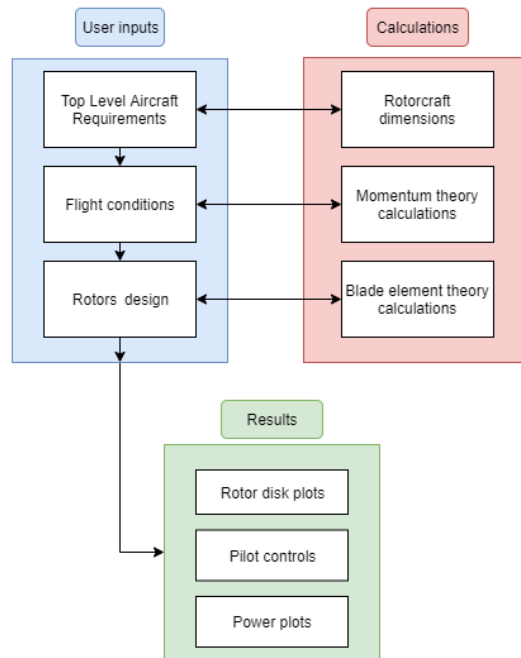 User inputs
Calculations
Top Level Aircraft
Requirements
Rotorcraft
dimensions
Flight conditions
Momentum theory
calculations
Rotors design
Blade element theory
calculations
Results
Rotor disk plots
Pilot controls
Power plots